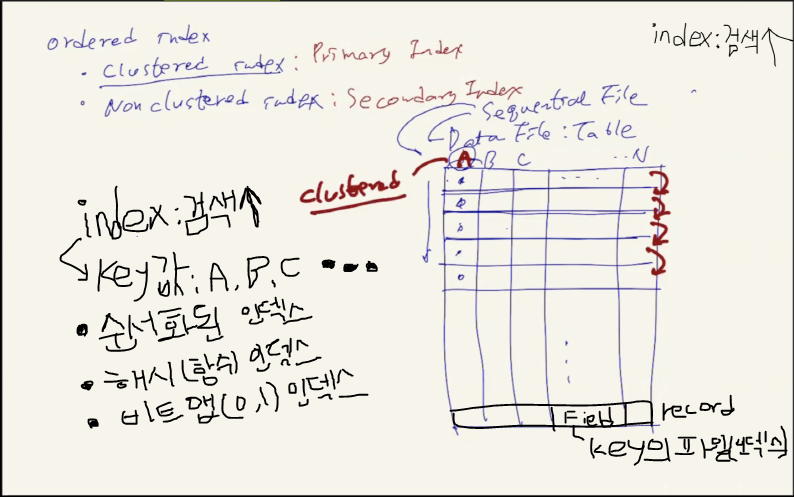 ordered index
index:검색↑
• Clustered index: Primary Index
• Nonclustered index: Secondary Index
Sequential File
Data File: Table
A B C ... N
clustered
index:검색↑
↳ Key값: A, B, C •••
• 순서화된 인덱스
• 해시(함수) 인덱스
• 비트맵(0,1) 인덱스
Field record
Key의 파일(인덱스)